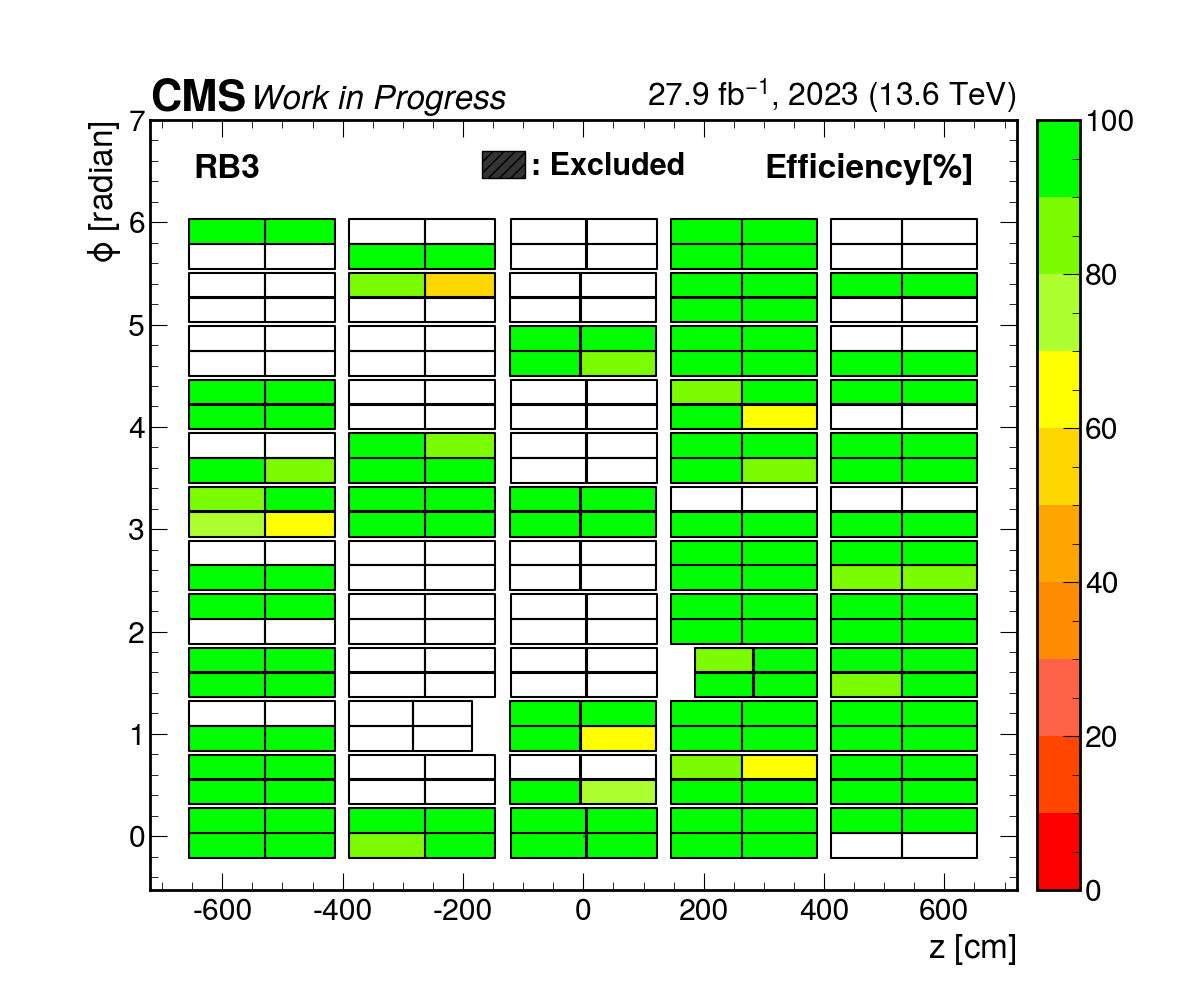 CMS Work in Progress 27.9 fb⁻¹, 2023 (13.6 TeV)
RB3 : Excluded Efficiency[%]
ϕ [radian]
7
6
5
4
3
2
1
0
-600 -400 -200 0 200 400 600
z [cm]
100
80
60
40
20
0